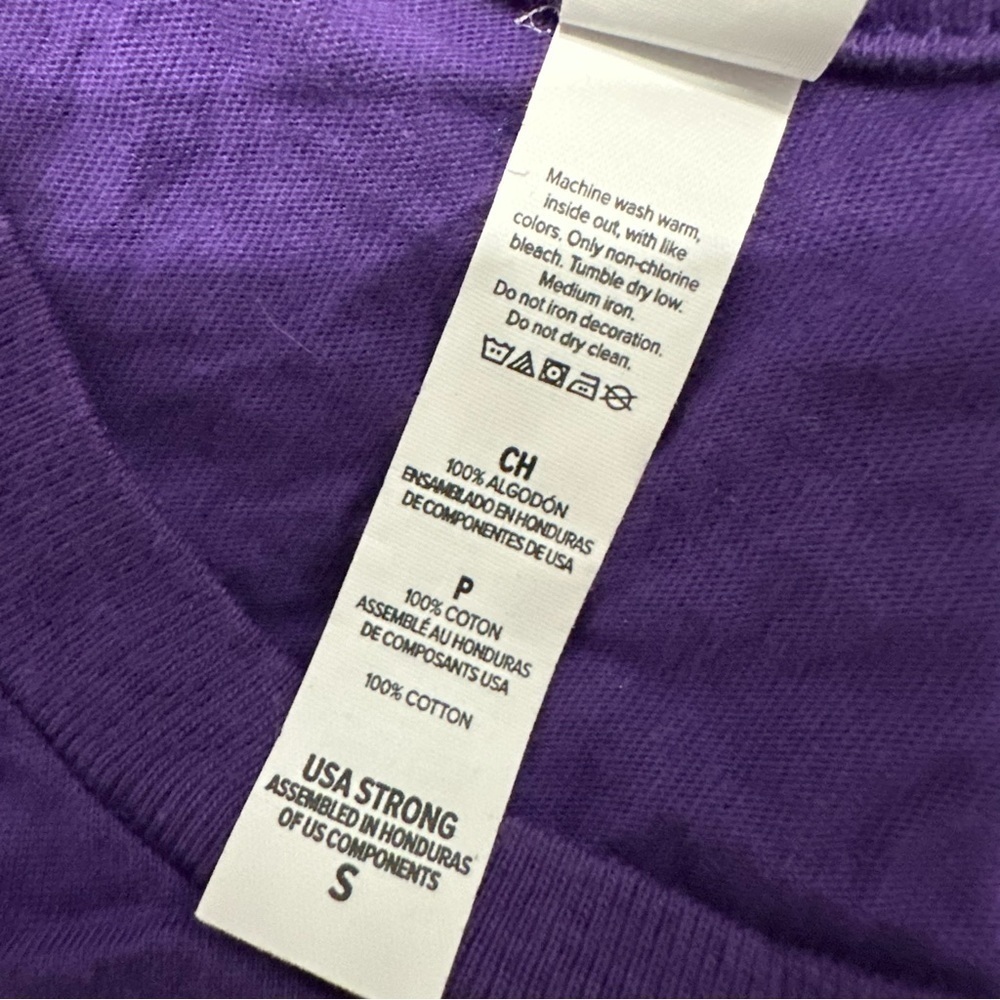 Machine wash warm,
inside out, with like
colors. Only non-chlorine
bleach. Tumble dry low.
Medium iron.
Do not iron decoration.
Do not dry clean.
CH
100% ALGODÓN
ENSAMBLADO EN HONDURAS
DE COMPONENTES DE USA
P
100% COTON
ASSEMBLÉ AU HONDURAS
DE COMPOSANTS USA
100% COTTON
USA STRONG
ASSEMBLED IN HONDURAS
OF US COMPONENTS
S